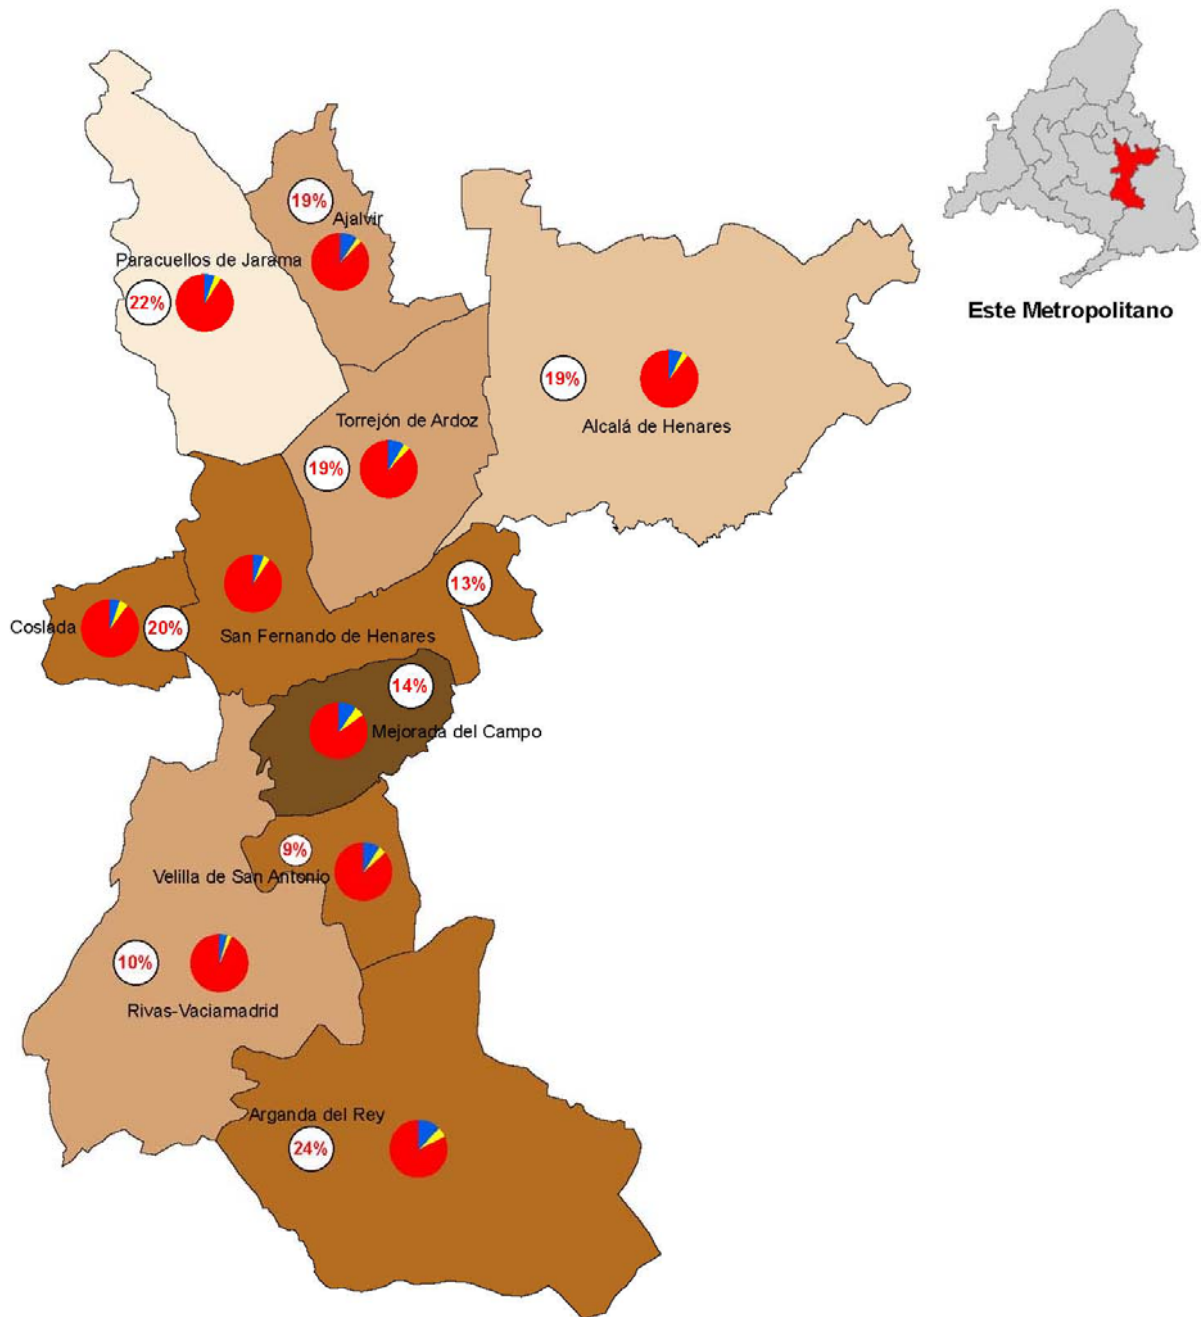 19%
Ajalvir
Paracuellos de Jarama
22%
Este Metropolitano
19%
Alcalá de Henares
Torrejón de Ardoz
19%
13%
Coslada
20%
San Fernando de Henares
14%
Mejorada del Campo
9%
Velilla de San Antonio
10%
Rivas-Vaciamadrid
Arganda del Rey
24%